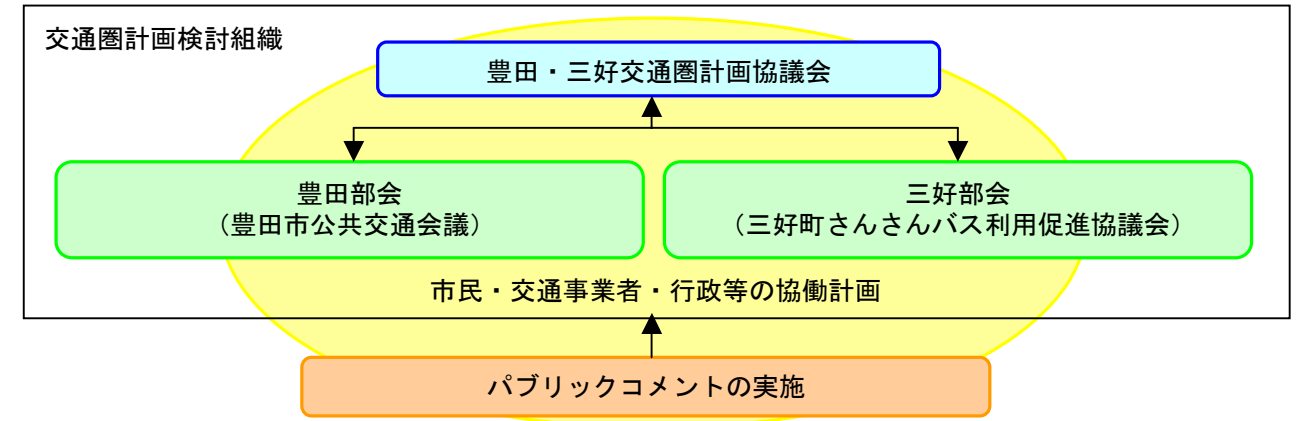 交通圏計画検討組織
豊田・三好交通圏計画協議会
豊田部会
（豊田市公共交通会議）
三好部会
（三好町さんさんバス利用促進協議会）
市民・交通事業者・行政等の協働計画
パブリックコメントの実施